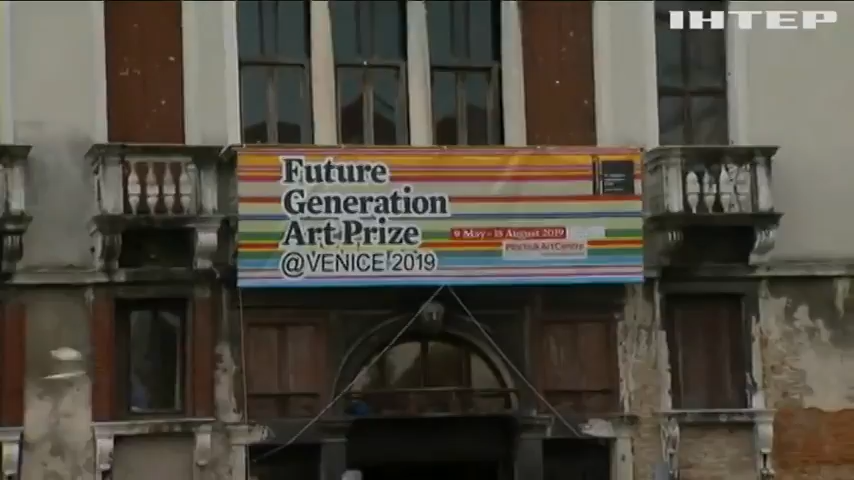 ІНТЕР
Future
Generation
Art Prize
@VENICE 2019
9 May - 18 August 2019
#PinchukArtCentre